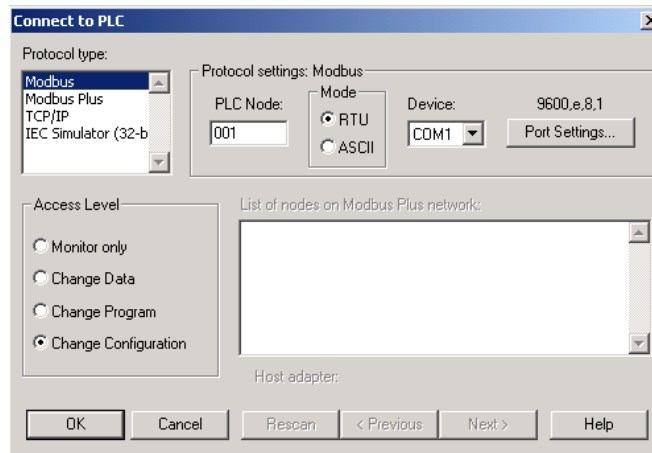 Connect to PLC
Protocol type:
Modbus
Modbus Plus
TCP/IP
IEC Simulator (32-b
Protocol settings: Modbus
PLC Node:
001
Mode
RTU
ASCII
Device:
COM1
9600,e,8,1
Port Settings...
Access Level
Monitor only
Change Data
Change Program
Change Configuration
List of nodes on Modbus Plus network:
Host adapter:
OK
Cancel
Rescan
< Previous
Next >
Help